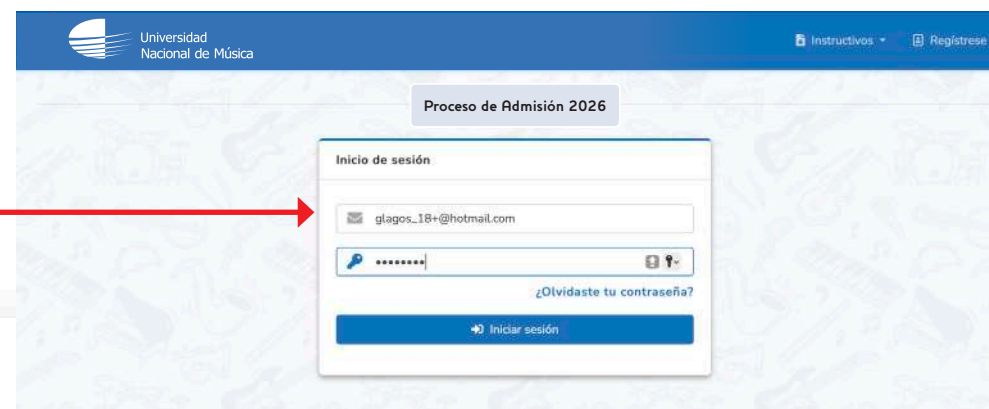 Universidad
Nacional de Música
Instructivos
Regístrese
Proceso de Admisión 2026
Inicio de sesión
glagos_18+@hotmail.com
••••••••
¿Olvidaste tu contraseña?
Iniciar sesión